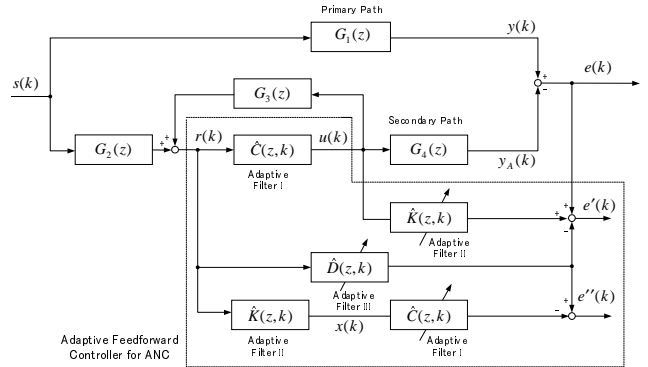 Primary Path
G₁(z)
y(k)
s(k)
+
−
e(k)
G₃(z)
Secondary Path
+
+
G₂(z)
r(k)
Ĉ(z,k)
u(k)
G₄(z)
y_A(k)
Adaptive
Filter I
K̂(z,k)
+
+
−
e′(k)
Adaptive
Filter II
D̂(z,k)
Adaptive
Filter III
K̂(z,k)
x(k)
Ĉ(z,k)
+
−
e″(k)
Adaptive Feedforward
Controller for ANC
Adaptive
Filter II
Adaptive
Filter I